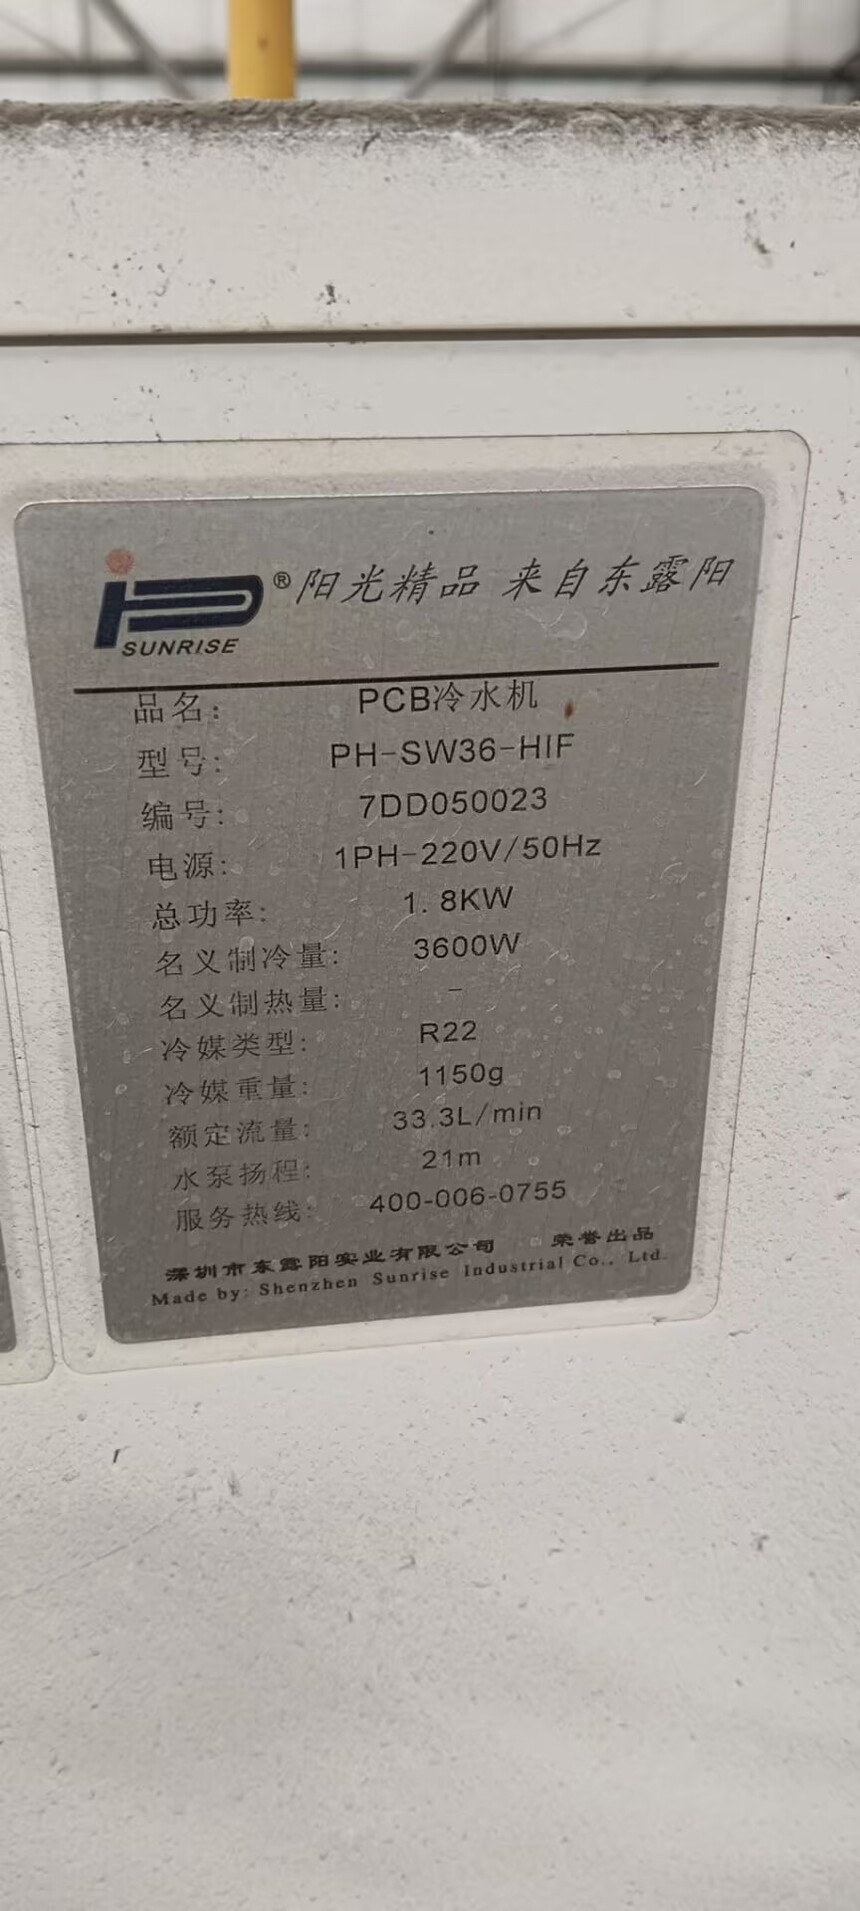 ® 阳光精品 来自东露阳
SUNRISE
品名: PCB冷水机
型号: PH-SW36-HIF
编号: 7DD050023
电源: 1PH-220V/50Hz
总功率: 1.8KW
名义制冷量: 3600W
名义制热量: -
冷媒类型: R22
冷媒重量: 1150g
额定流量: 33.3L/min
水泵扬程: 21m
服务热线: 400-006-0755
深圳市东露阳实业有限公司 荣誉出品
Made by: Shenzhen Sunrise Industrial Co., Ltd.